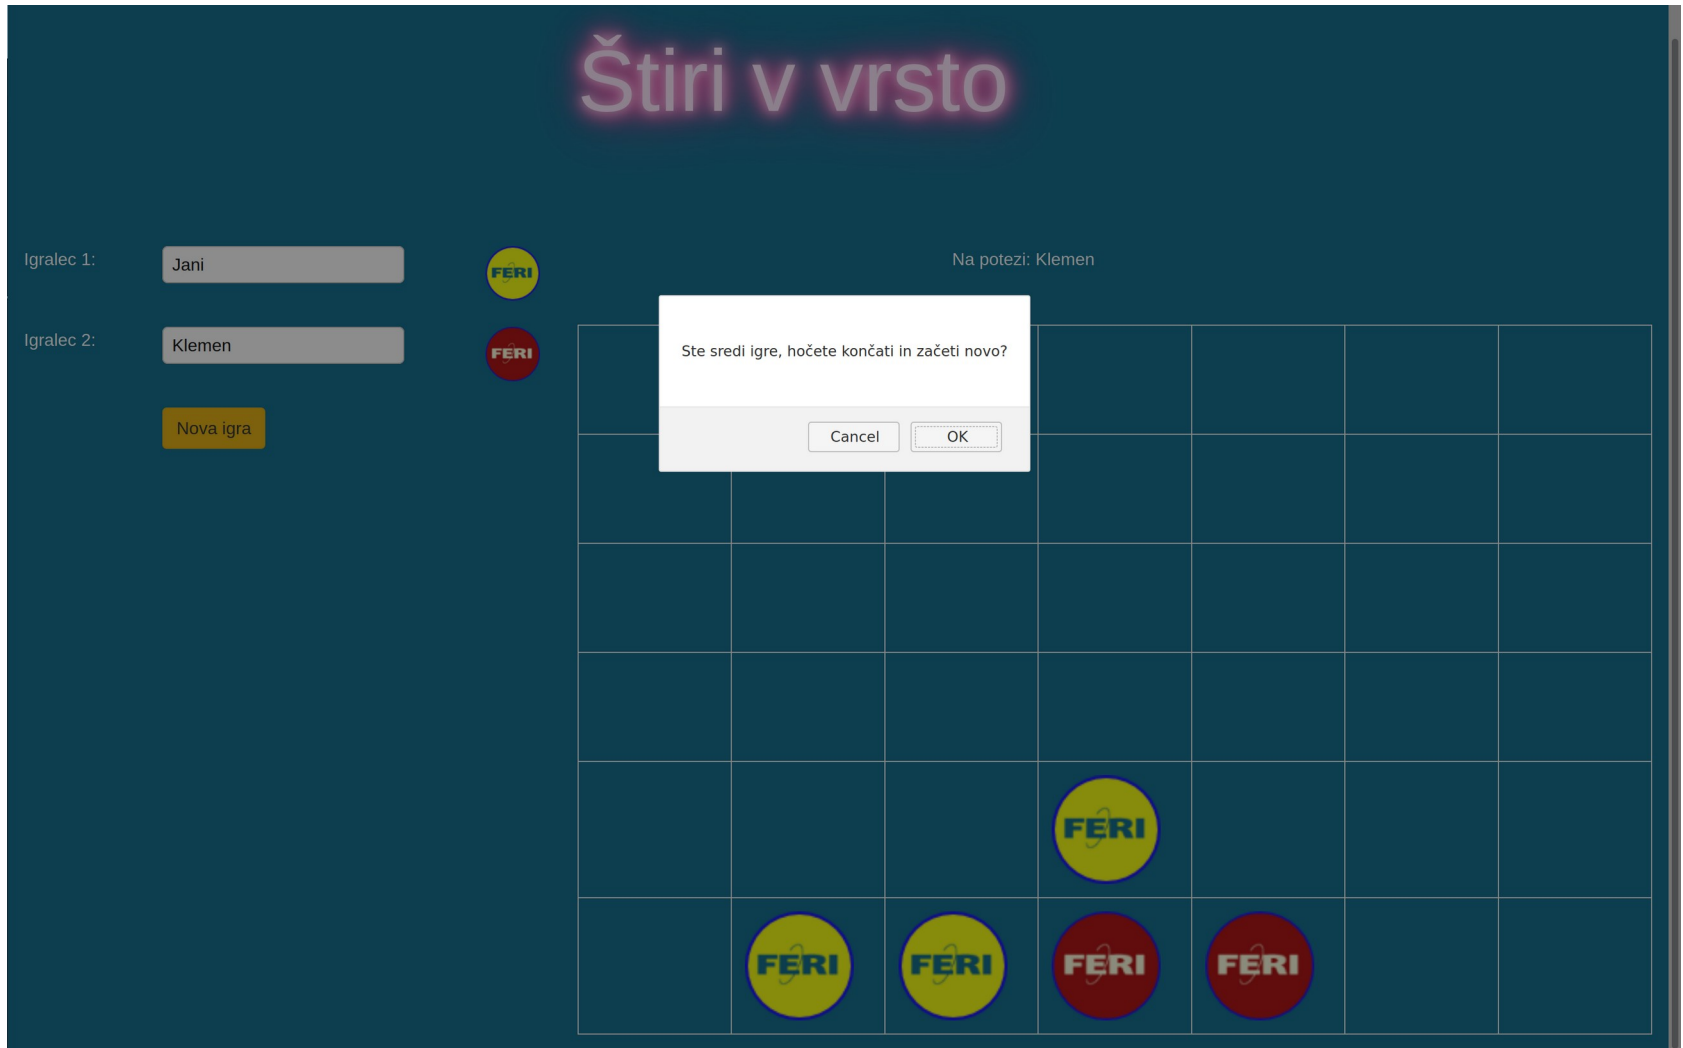 Štiri v vrsto
Igralec 1:
Jani
FERI
Na potezi: Klemen
Igralec 2:
Klemen
FERI
Nova igra
Ste sredi igre, hočete končati in začeti novo?
Cancel
OK
FERI
FERI
FERI
FERI
FERI